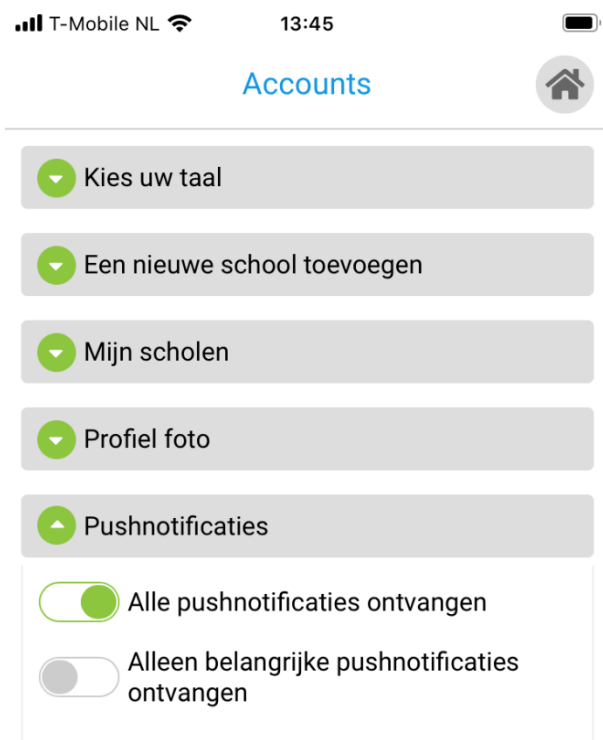 T-Mobile NL 13:45
Accounts
Kies uw taal
Een nieuwe school toevoegen
Mijn scholen
Profiel foto
Pushnotificaties
Alle pushnotificaties ontvangen
Alleen belangrijke pushnotificaties
ontvangen